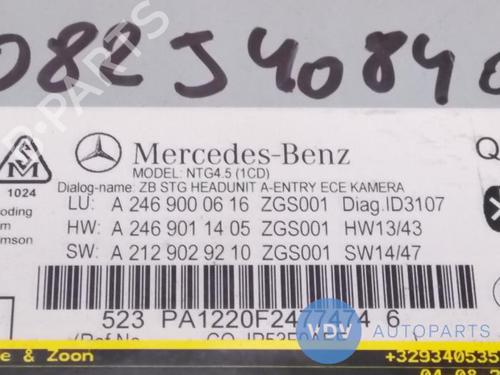 082J4084
Mercedes-Benz
MODEL: NTG4.5 (1CD)
1024
Dialog-name: ZB STG HEADUNIT A-ENTRY ECE KAMERA
LU: A 246 900 06 16 ZGS001 Diag.ID3107
HW: A 246 901 14 05 ZGS001 HW13/43
SW: A 212 902 92 10 ZGS001 SW14/47
523 PA1220F2477474 6
VDV AUTOPARTS
e & Zoon
+329340535